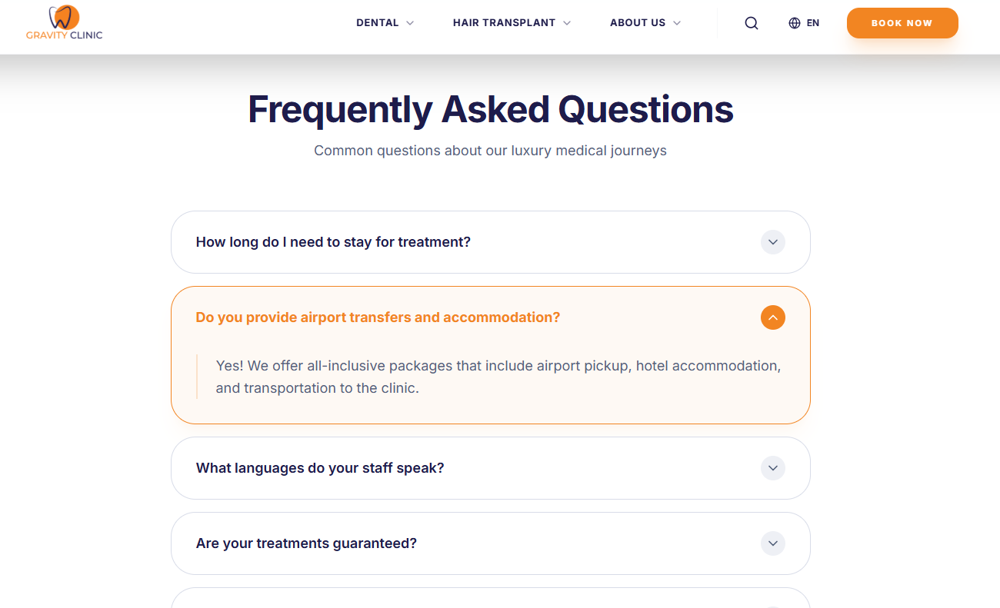 GRAVITY CLINIC
DENTAL
HAIR TRANSPLANT
ABOUT US
EN
BOOK NOW
Frequently Asked Questions
Common questions about our luxury medical journeys
How long do I need to stay for treatment?
Do you provide airport transfers and accommodation?
Yes! We offer all-inclusive packages that include airport pickup, hotel accommodation,
and transportation to the clinic.
What languages do your staff speak?
Are your treatments guaranteed?